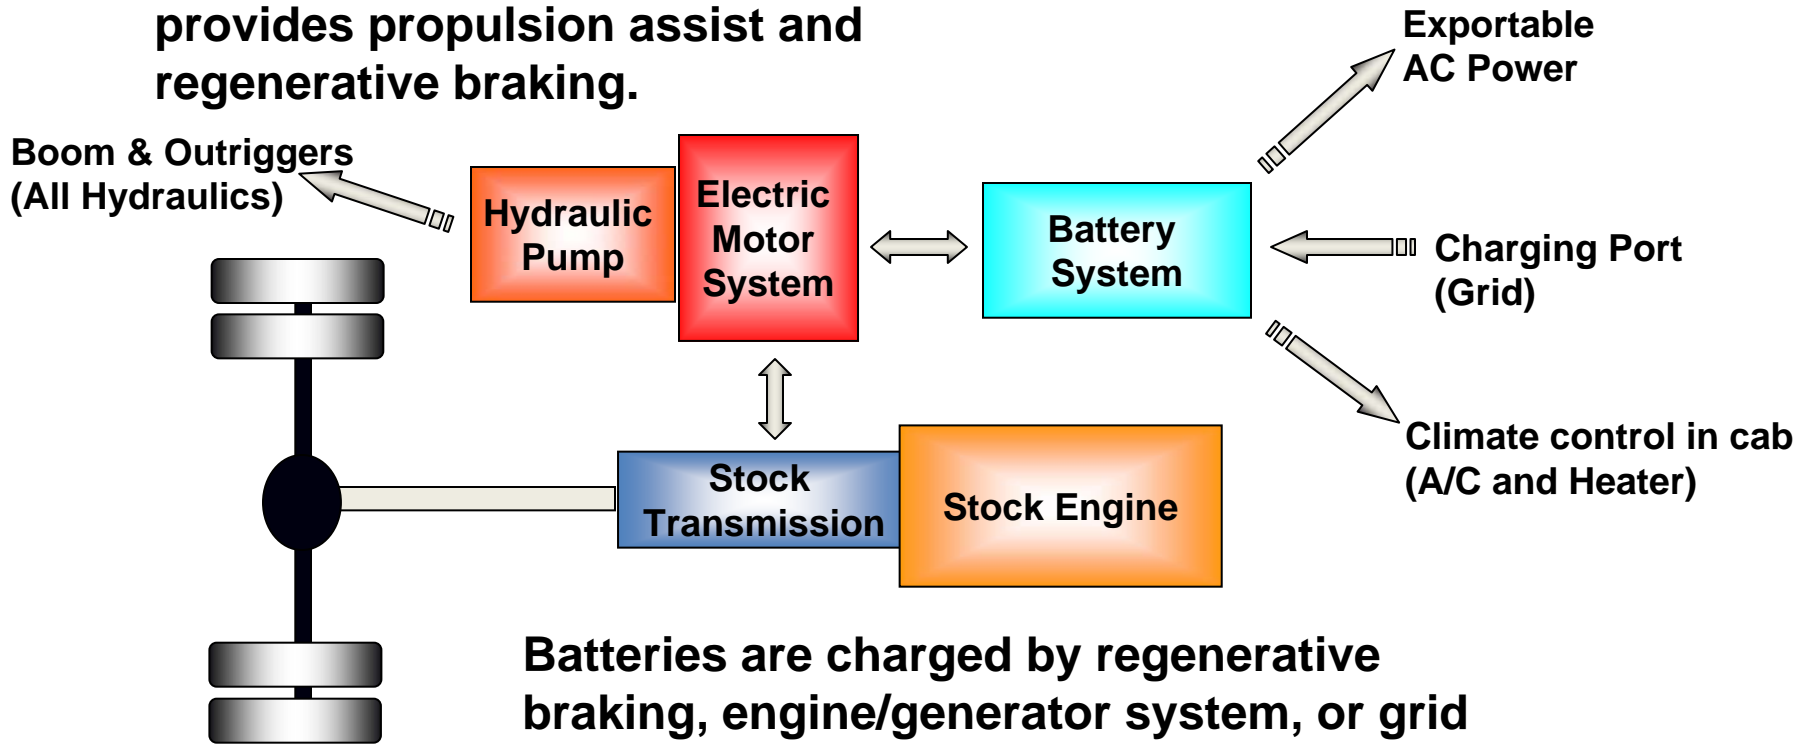 provides propulsion assist and
regenerative braking.
Exportable
AC Power
Boom & Outriggers
(All Hydraulics)
Hydraulic
Pump
Electric
Motor
System
Battery
System
Charging Port
(Grid)
Climate control in cab
(A/C and Heater)
Stock
Transmission
Stock Engine
Batteries are charged by regenerative
braking, engine/generator system, or grid